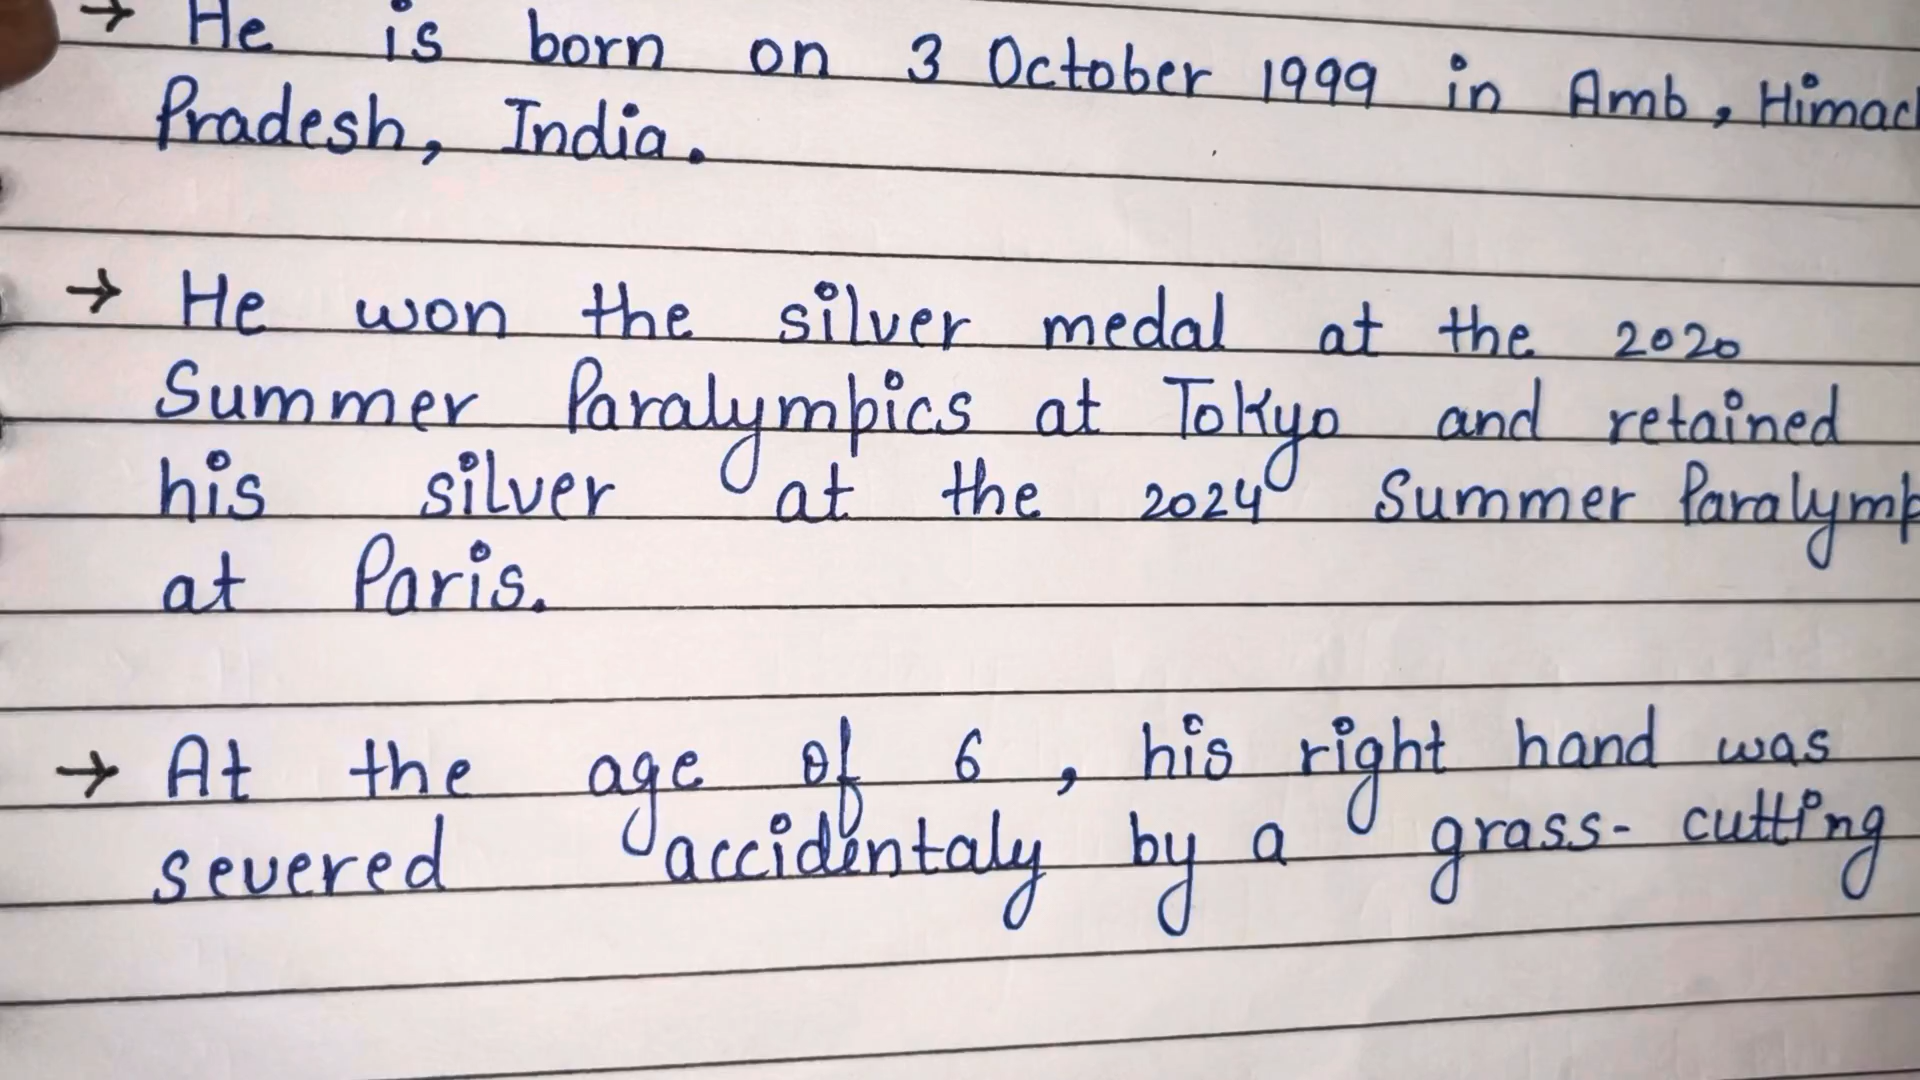 → He is born on 3 October 1999 in Amb, Himach
Pradesh, India.
→ He won the silver medal at the 2020
Summer Paralympics at Tokyo and retained
his silver at the 2024 Summer Paralymp
at Paris.
→ At the age of 6, his right hand was
severed accidentaly by a grass-cutting